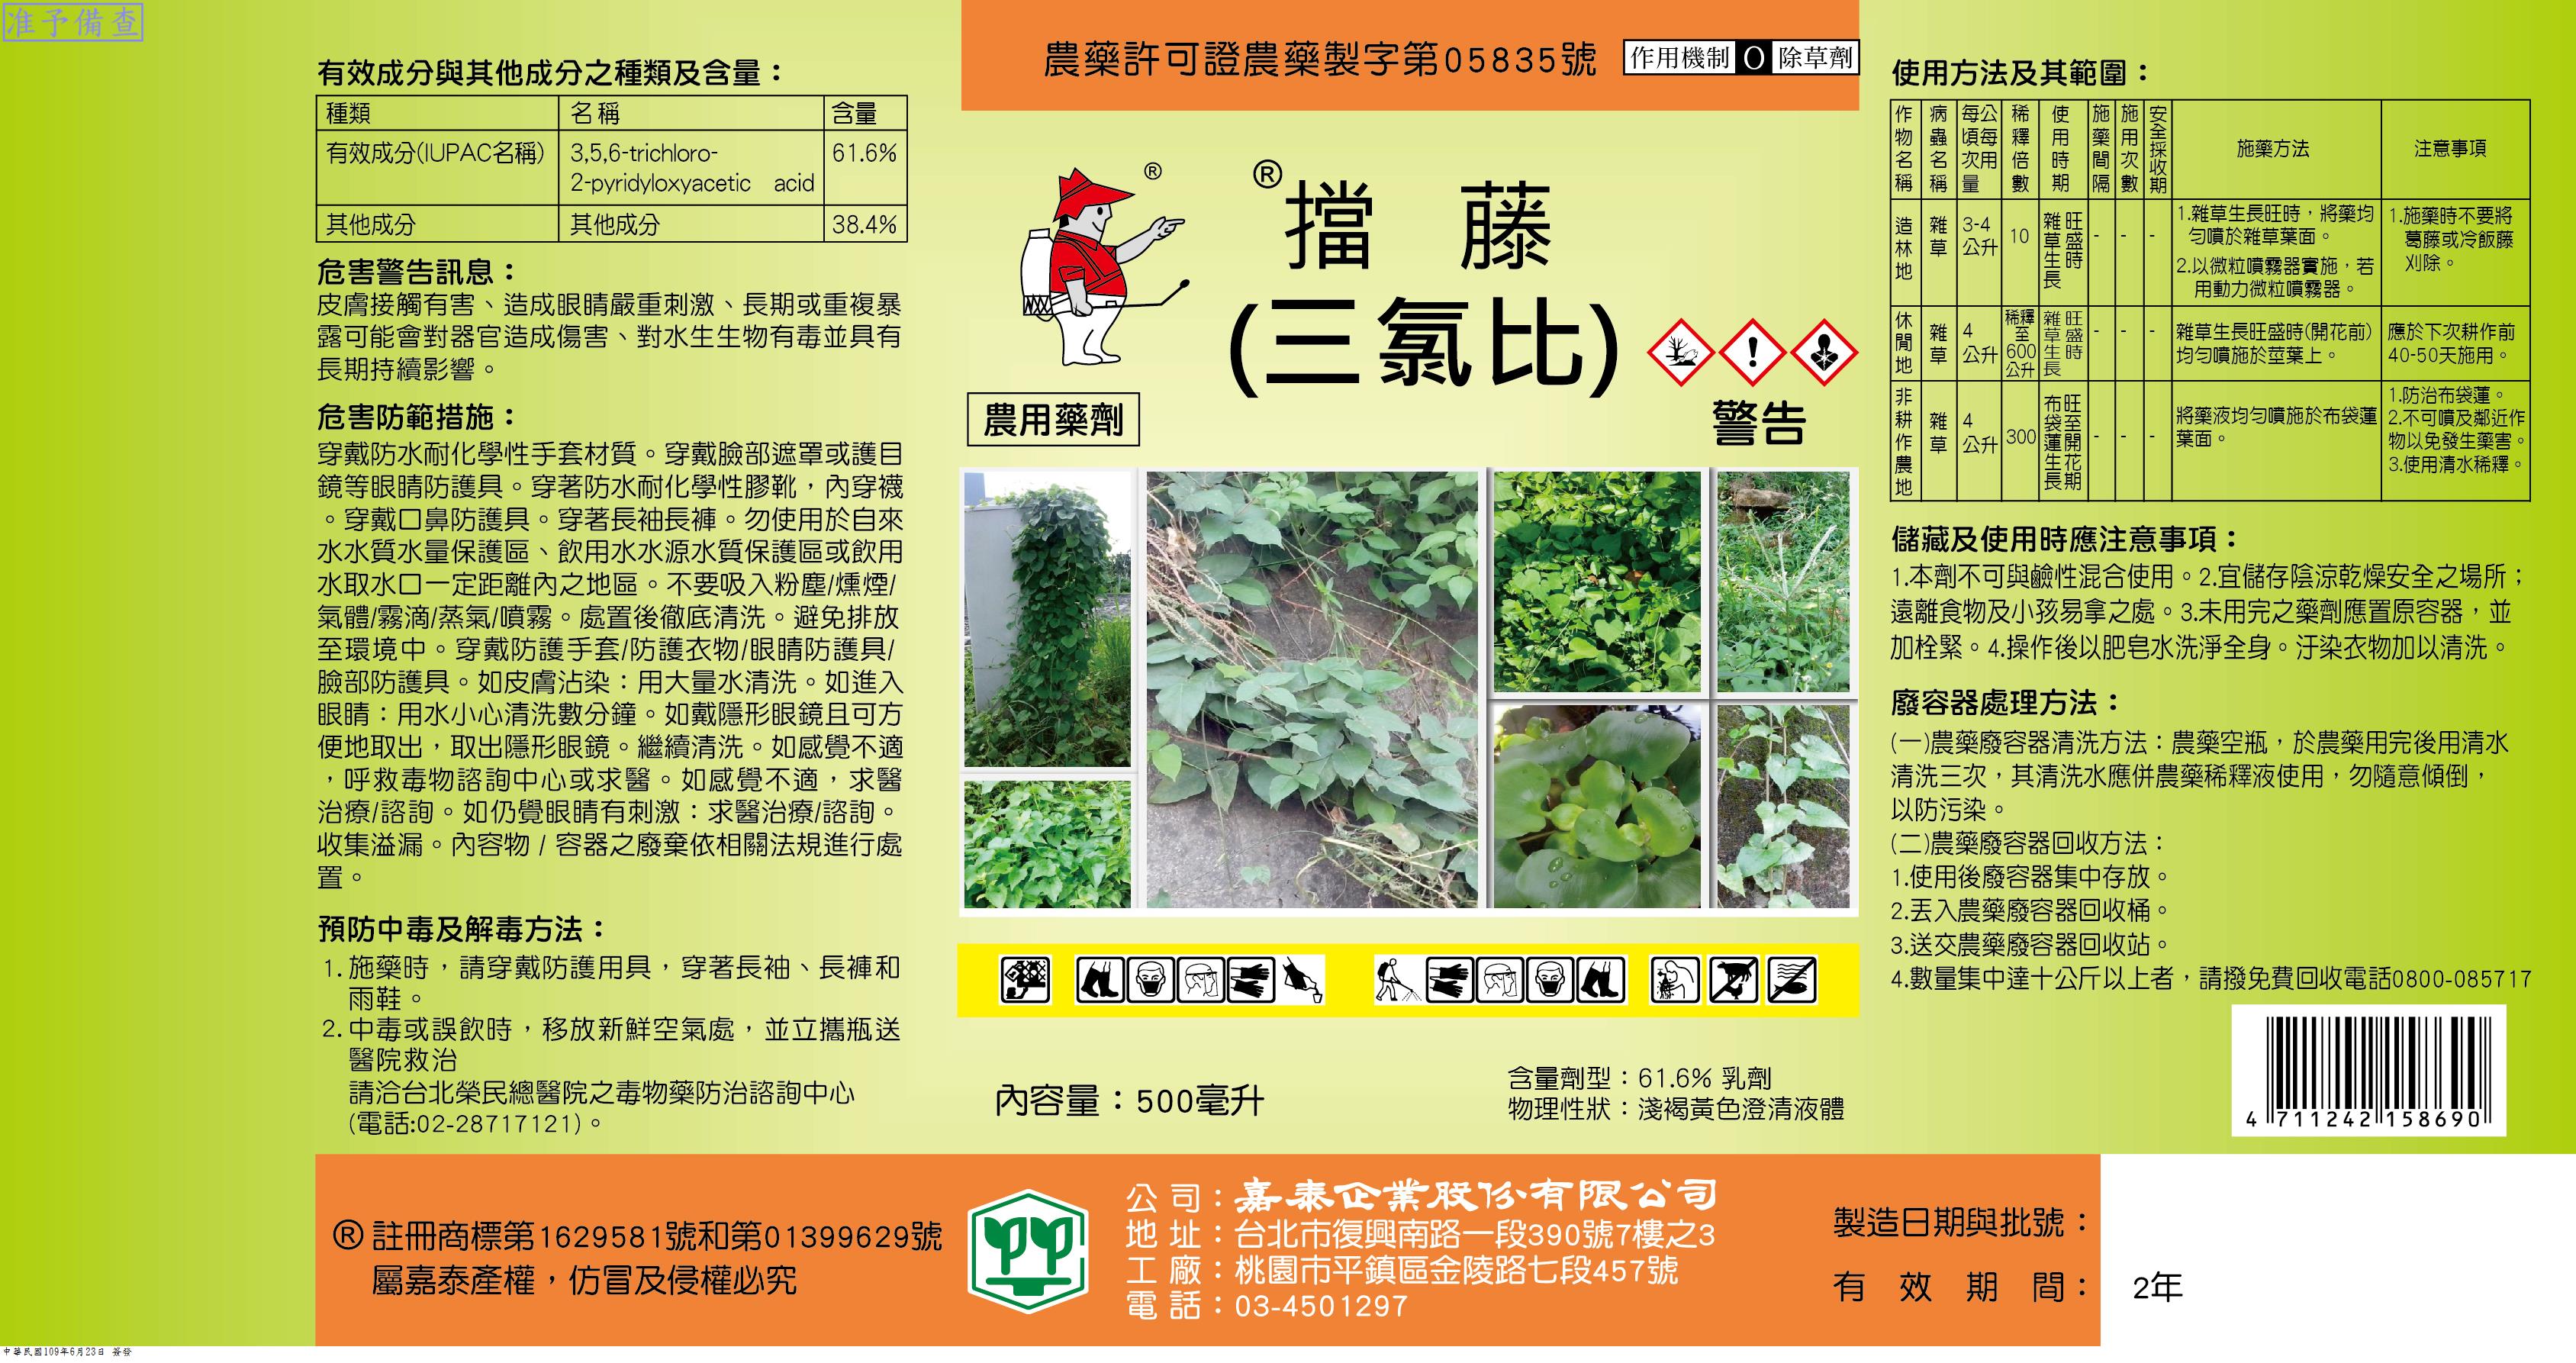 准予備查
有效成分與其他成分之種類及含量：
種類 名稱 含量
有效成分(IUPAC名稱) 3,5,6-trichloro- 61.6%
2-pyridyloxyacetic acid
其他成分 其他成分 38.4%
危害警告訊息：
皮膚接觸有害、造成眼睛嚴重刺激、長期或重複暴
露可能會對器官造成傷害、對水生生物有毒並具有
長期持續影響。
危害防範措施：
穿戴防水耐化學性手套材質。穿戴臉部遮罩或護目
鏡等眼睛防護具。穿著防水耐化學性膠靴，內穿襪
。穿戴口鼻防護具。穿著長袖長褲。勿使用於自來
水水質水量保護區、飲用水水源水質保護區或飲用
水取水口一定距離內之地區。不要吸入粉塵/燻煙/
氣體/霧滴/蒸氣/噴霧。處置後徹底清洗。避免排放
至環境中。穿戴防護手套/防護衣物/眼睛防護具/
臉部防護具。如皮膚沾染：用大量水清洗。如進入
眼睛：用水小心清洗數分鐘。如戴隱形眼鏡且可方
便地取出，取出隱形眼鏡。繼續清洗。如感覺不適
，呼救毒物諮詢中心或求醫。如感覺不適，求醫
治療/諮詢。如仍覺眼睛有刺激：求醫治療/諮詢。
收集溢漏。內容物 / 容器之廢棄依相關法規進行處
置。
預防中毒及解毒方法：
1. 施藥時，請穿戴防護用具，穿著長袖、長褲和
雨鞋。
2. 中毒或誤飲時，移放新鮮空氣處，並立攜瓶送
醫院救治
請洽台北榮民總醫院之毒物藥防治諮詢中心
(電話:02-28717121)。
農藥許可證農藥製字第05835號
作用機制 O 除草劑
®
® 擋 藤
(三氯比)
農用藥劑
警告
內容量：500毫升
含量劑型：61.6% 乳劑
物理性狀：淺褐黃色澄清液體
使用方法及其範圍：
作物名稱 病蟲名稱 每公頃每次用量 稀釋倍數 使用時期 施藥間隔 施用次數 安全採收期 施藥方法 注意事項
造林地 雜草 3-4公升 10 雜草生長旺盛時 - - - 1.雜草生長旺時，將藥均勻噴於雜草葉面。 2.以微粒噴霧器實施，若用動力微粒噴霧器。 1.施藥時不要將葛藤或冷飯藤刈除。
休閒地 雜草 4公升 稀釋至600公升 雜草生長旺盛時 - - - 雜草生長旺盛時(開花前)均勻噴施於莖葉上。 應於下次耕作前40-50天施用。
非耕作農地 雜草 4公升 300 布袋蓮生長旺至開花期 - - - 將藥液均勻噴施於布袋蓮葉面。 1.防治布袋蓮。 2.不可噴及鄰近作物以免發生藥害。 3.使用清水稀釋。
儲藏及使用時應注意事項：
1.本劑不可與鹼性混合使用。2.宜儲存陰涼乾燥安全之場所；
遠離食物及小孩易拿之處。3.未用完之藥劑應置原容器，並
加栓緊。4.操作後以肥皂水洗淨全身。汙染衣物加以清洗。
廢容器處理方法：
(一)農藥廢容器清洗方法：農藥空瓶，於農藥用完後用清水
清洗三次，其清洗水應併農藥稀釋液使用，勿隨意傾倒，
以防污染。
(二)農藥廢容器回收方法：
1.使用後廢容器集中存放。
2.丟入農藥廢容器回收桶。
3.送交農藥廢容器回收站。
4.數量集中達十公斤以上者，請撥免費回收電話0800-085717
4 711242 158690
® 註冊商標第1629581號和第01399629號
屬嘉泰產權，仿冒及侵權必究
公 司：嘉泰企業股份有限公司
地 址：台北市復興南路一段390號7樓之3
工 廠：桃園市平鎮區金陵路七段457號
電 話：03-4501297
製造日期與批號：
有 效 期 間： 2年
中華民國109年6月23日 簽發